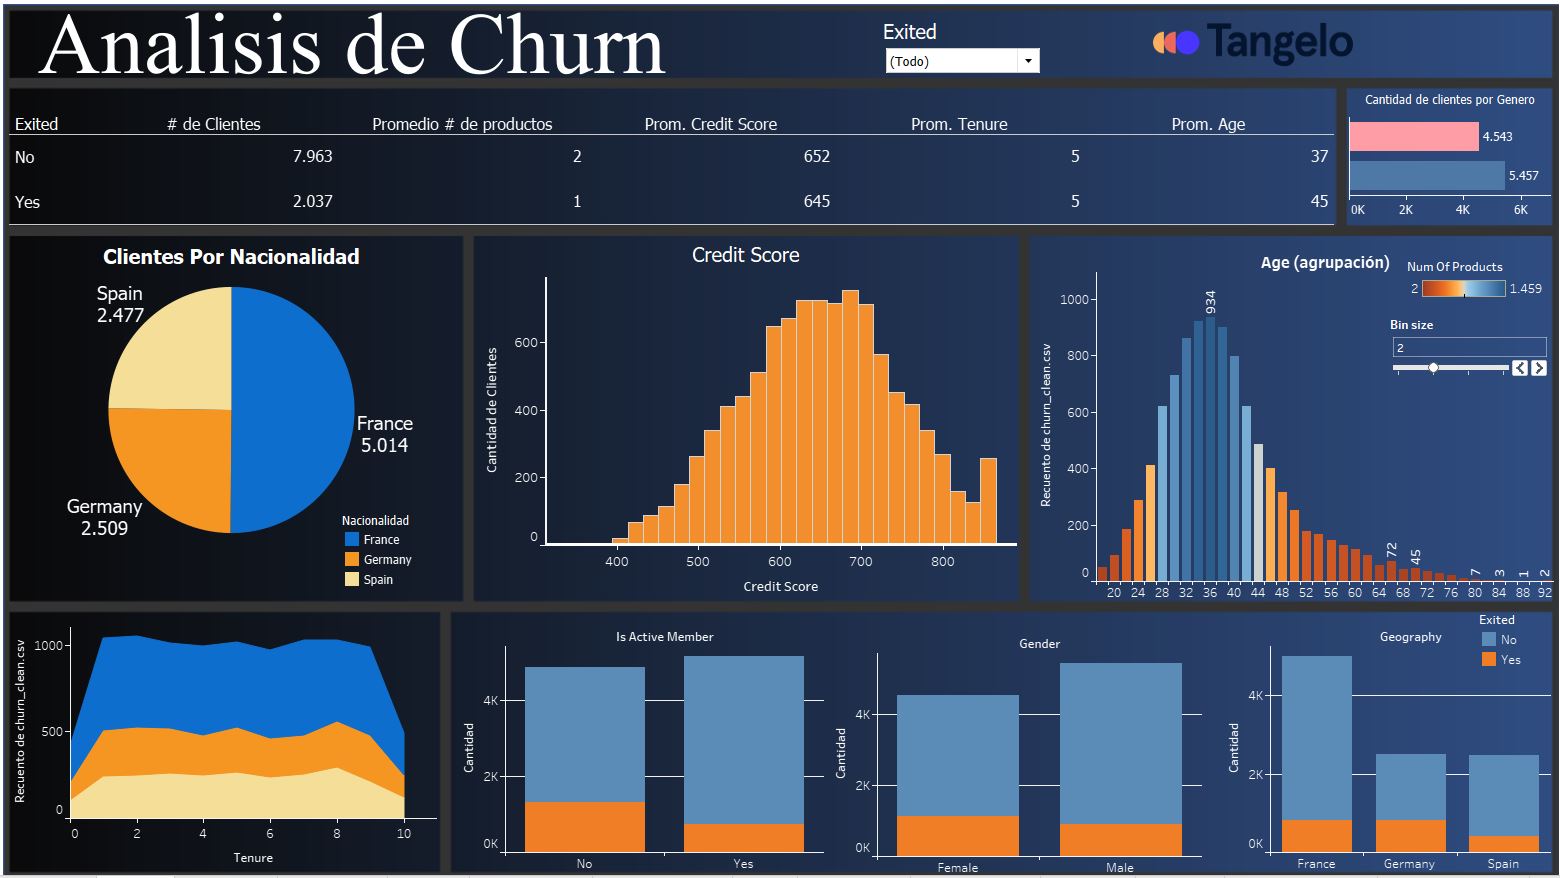 Analisis de Churn
Exited
(Todo)
Tangelo
Exited # de Clientes Promedio # de productos Prom. Credit Score Prom. Tenure Prom. Age
No 7.963 2 652 5 37
Yes 2.037 1 645 5 45
Cantidad de clientes por Genero
4.543
5.457
0K 2K 4K 6K
Clientes Por Nacionalidad
Spain
2.477
France
5.014
Germany
2.509
Nacionalidad
France
Germany
Spain
Credit Score
Cantidad de Clientes
600
400
200
0
400 500 600 700 800
Credit Score
Age (agrupación)
Num Of Products
2 1.459
Bin size
2
Recuento de churn_clean.csv
1000
800
600
400
200
0
934
72
45
7
3
1
2
20 24 28 32 36 40 44 48 52 56 60 64 68 72 76 80 84 88 92
Recuento de churn_clean.csv
1000
500
0
0 2 4 6 8 10
Tenure
Is Active Member
Cantidad
4K
2K
0K
No Yes
Gender
Cantidad
4K
2K
0K
Female Male
Geography
Cantidad
4K
2K
0K
France Germany Spain
Exited
No
Yes